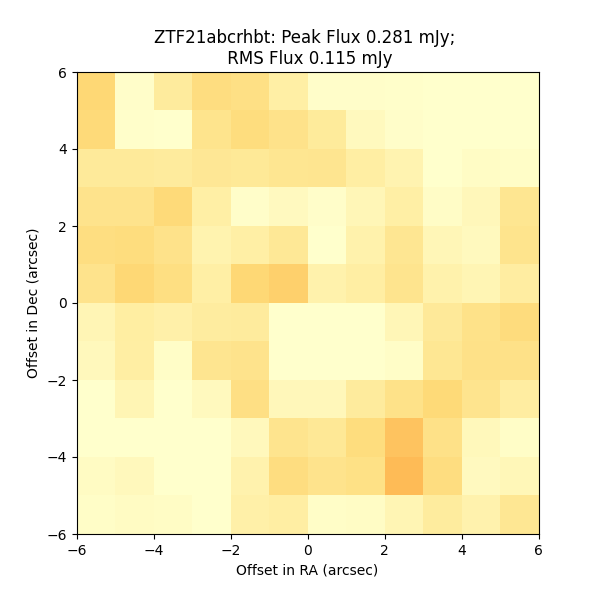 ZTF21abcrhbt: Peak Flux 0.281 mJy;
RMS Flux 0.115 mJy
6
4
2
0
−2
−4
−6
Offset in Dec (arcsec)
−6 −4 −2 0 2 4 6
Offset in RA (arcsec)